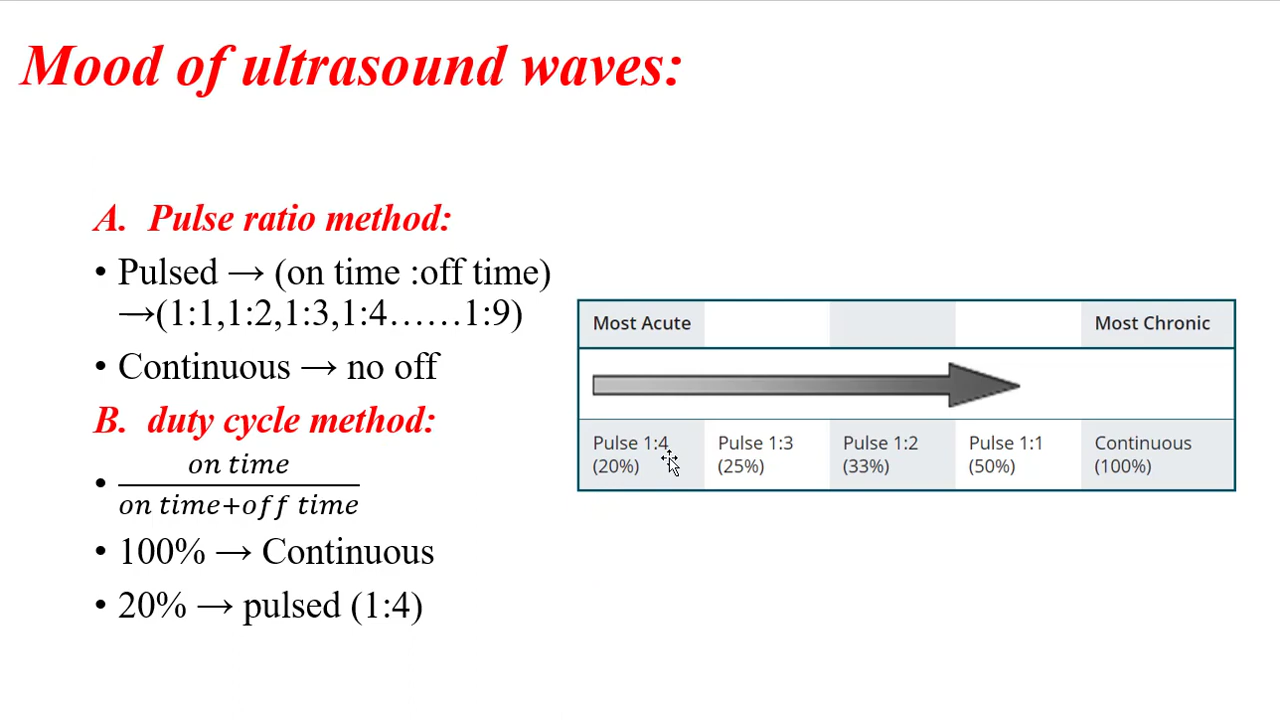 Mood of ultrasound waves:
A. Pulse ratio method:
• Pulsed → (on time :off time)
→(1:1,1:2,1:3,1:4……1:9)
• Continuous → no off
B. duty cycle method:
• on time
on time+off time
• 100% → Continuous
• 20% → pulsed (1:4)
Most Acute Most Chronic
Pulse 1:4 Pulse 1:3 Pulse 1:2 Pulse 1:1 Continuous
(20%) (25%) (33%) (50%) (100%)